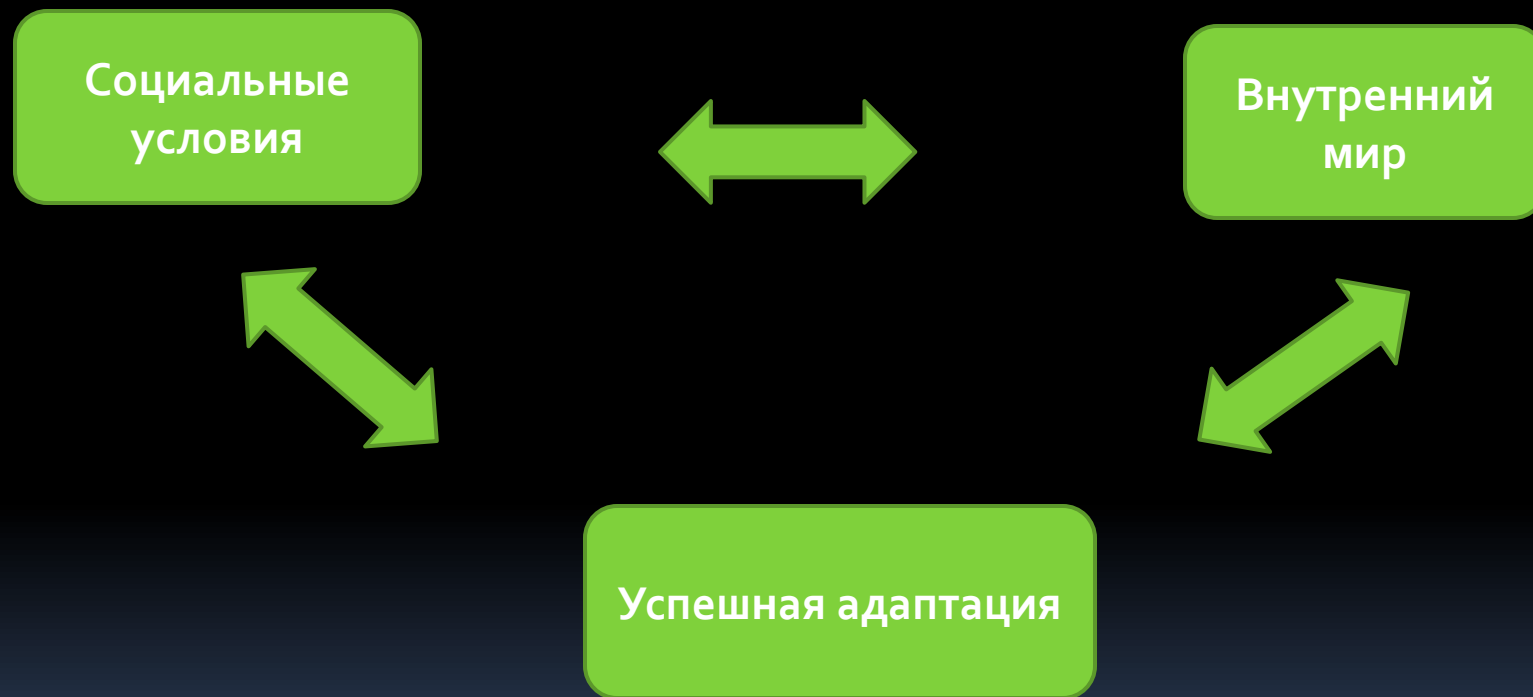 Социальные
условия
Внутренний
мир
Успешная адаптация